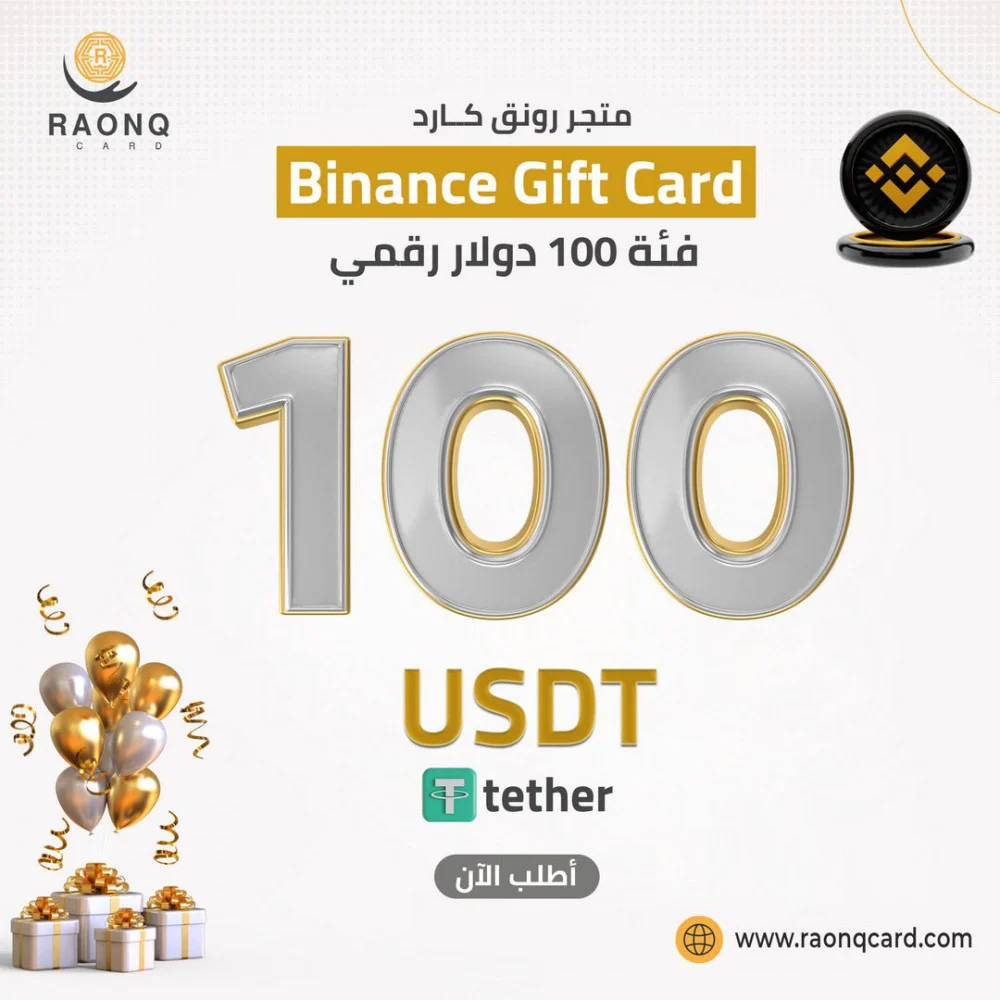 RAONQ
CARD
متجر رونق كــارد
Binance Gift Card
فئة 100 دولار رقمي
100
USDT
tether
أطلب الآن
www.raonqcard.com